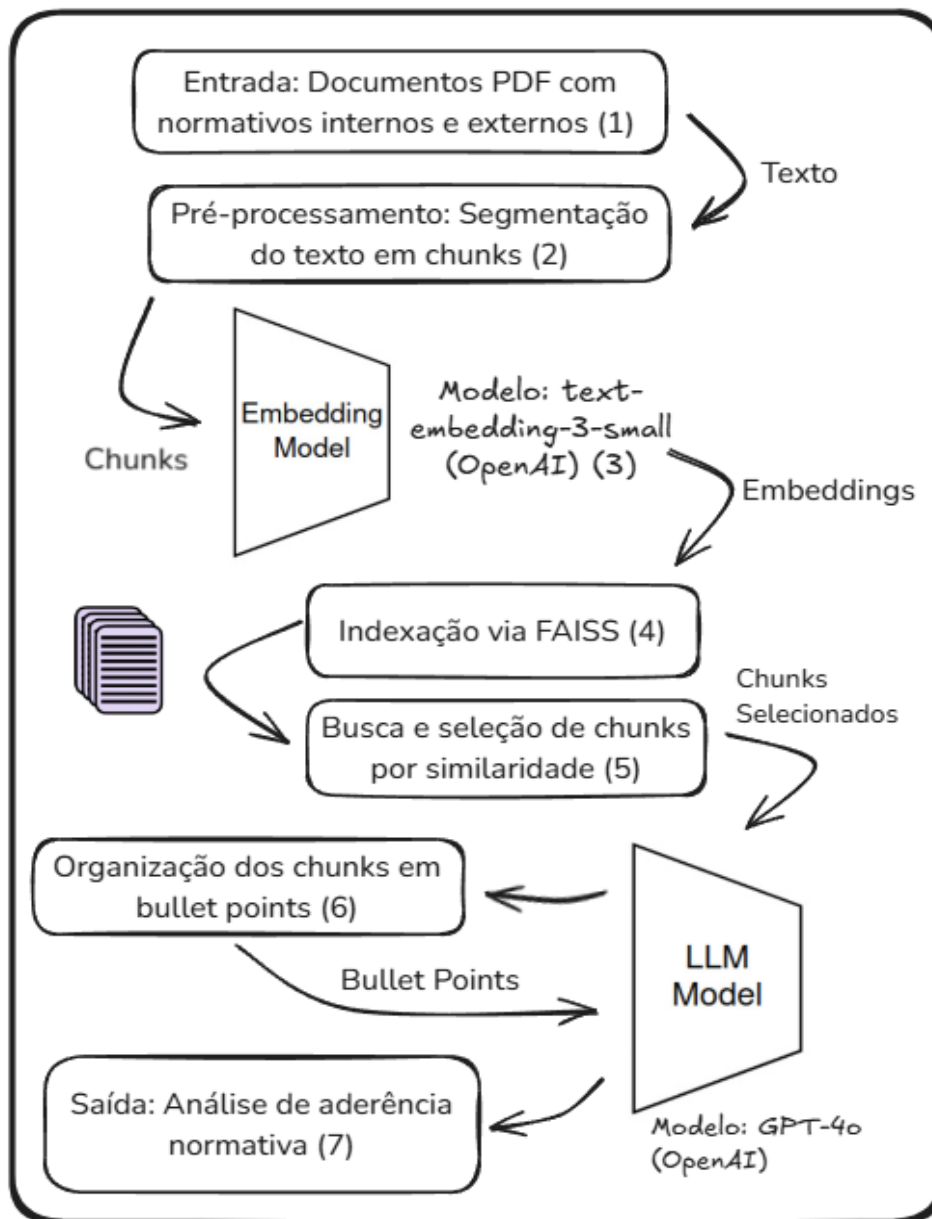 Entrada: Documentos PDF com
normativos internos e externos (1)
Texto
Pré-processamento: Segmentação
do texto em chunks (2)
Chunks
Embedding
Model
Modelo: text-
embedding-3-small
(OpenAI) (3)
Embeddings
Indexação via FAISS (4)
Busca e seleção de chunks
por similaridade (5)
Chunks
Selecionados
Organização dos chunks em
bullet points (6)
Bullet Points
LLM
Model
Modelo: GPT-4o
(OpenAI)
Saída: Análise de aderência
normativa (7)